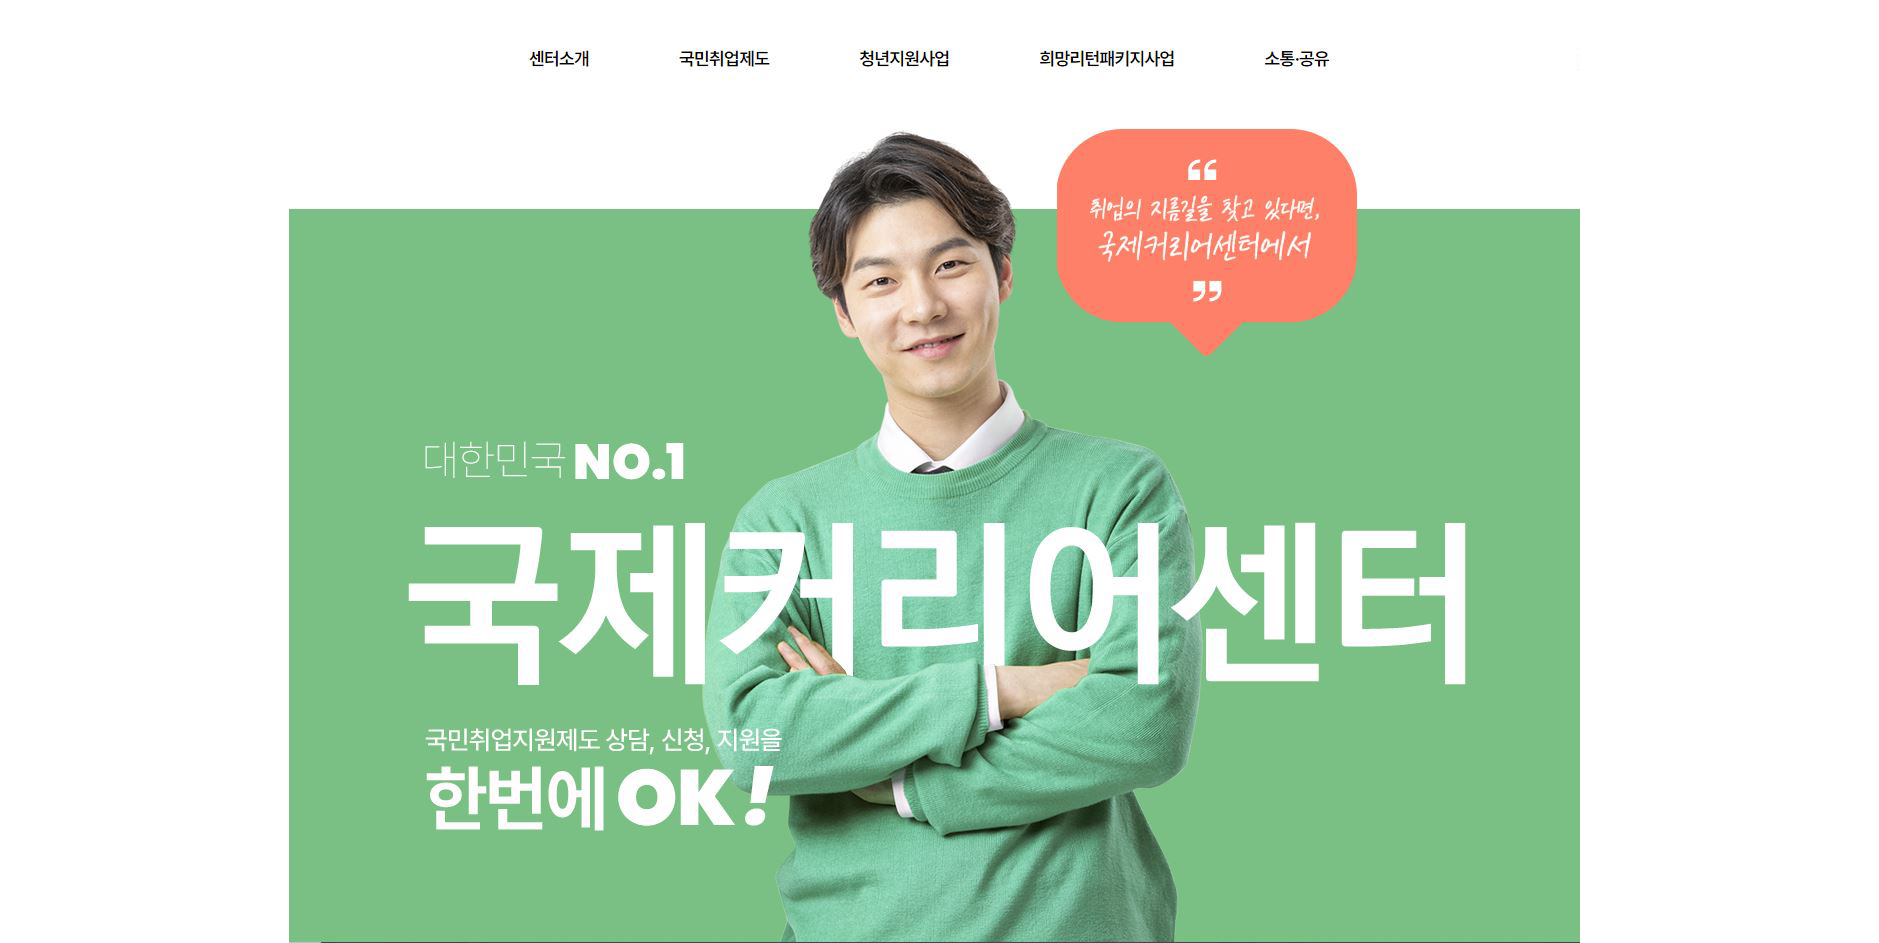 센터소개 국민취업제도 청년지원사업 희망리턴패키지사업 소통·공유
“
취업의 지름길을 찾고 있다면,
국제커리어센터에서
”
대한민국 NO.1
국제커리어센터
국민취업지원제도 상담, 신청, 지원을
한번에 OK!